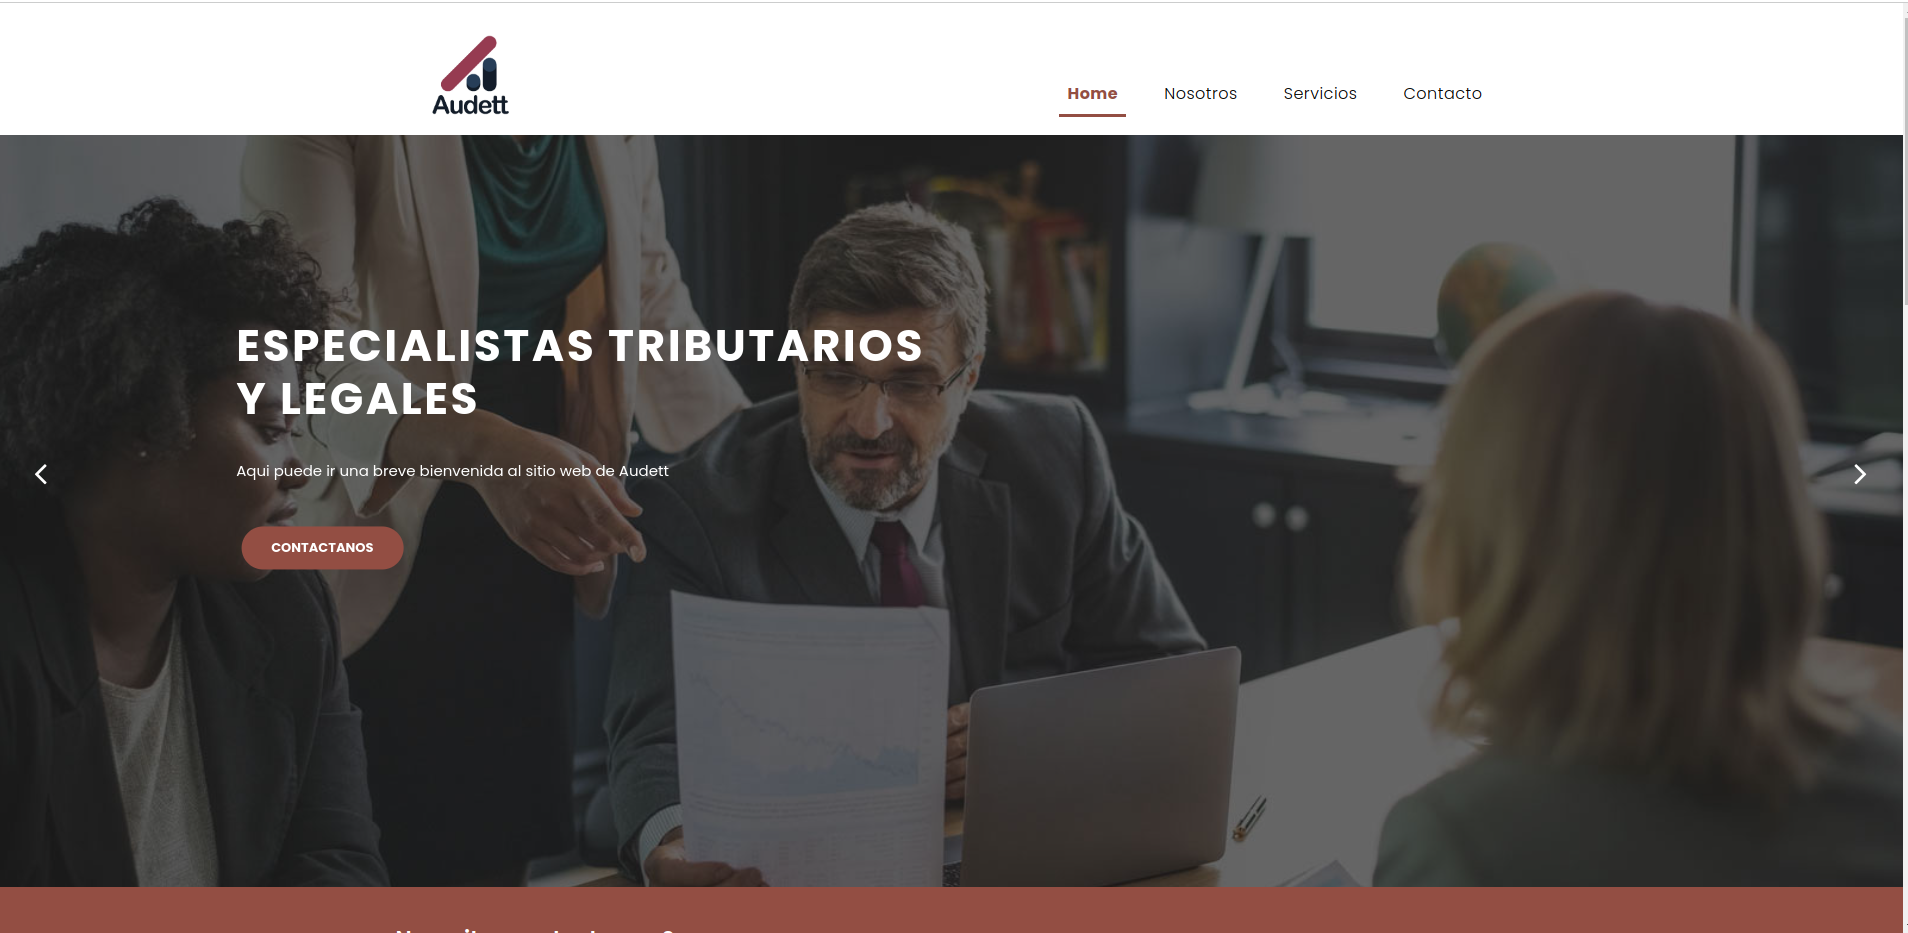 Audett
Home
Nosotros
Servicios
Contacto
ESPECIALISTAS TRIBUTARIOS
Y LEGALES
Aqui puede ir una breve bienvenida al sitio web de Audett
CONTACTANOS